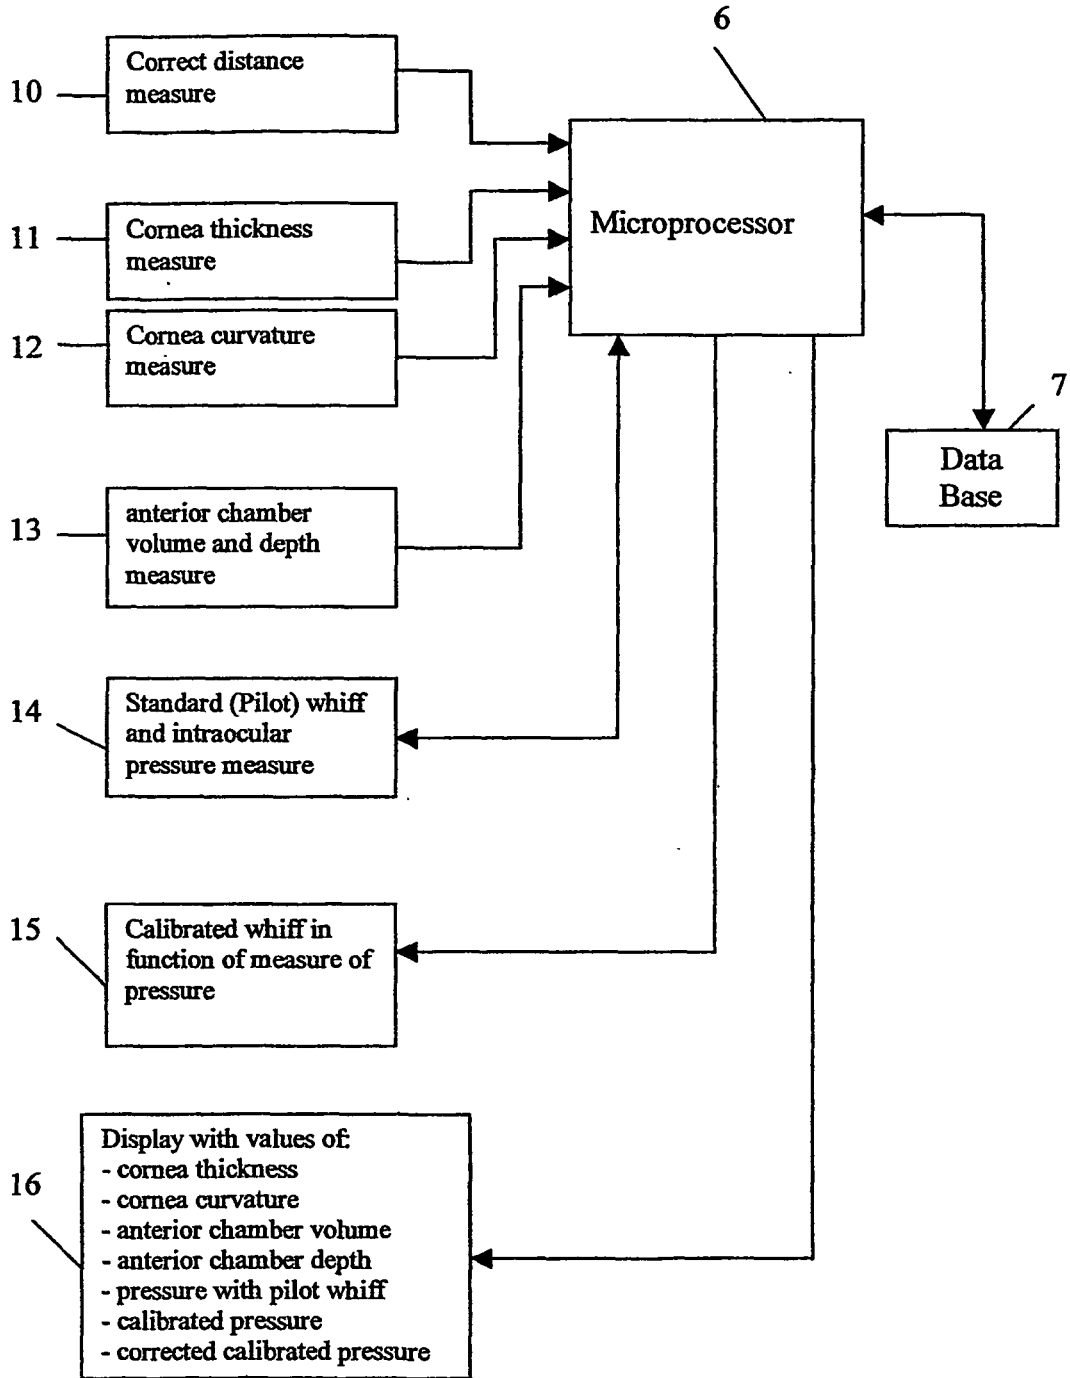 6
Correct distance
measure
10
Microprocessor
Cornea thickness
measure
11
Cornea curvature
measure
12
7
Data
Base
anterior chamber
volume and depth
measure
13
Standard (Pilot) whiff
and intraocular
pressure measure
14
Calibrated whiff in
function of measure of
pressure
15
Display with values of:
- cornea thickness
- cornea curvature
- anterior chamber volume
- anterior chamber depth
- pressure with pilot whiff
- calibrated pressure
- corrected calibrated pressure
16